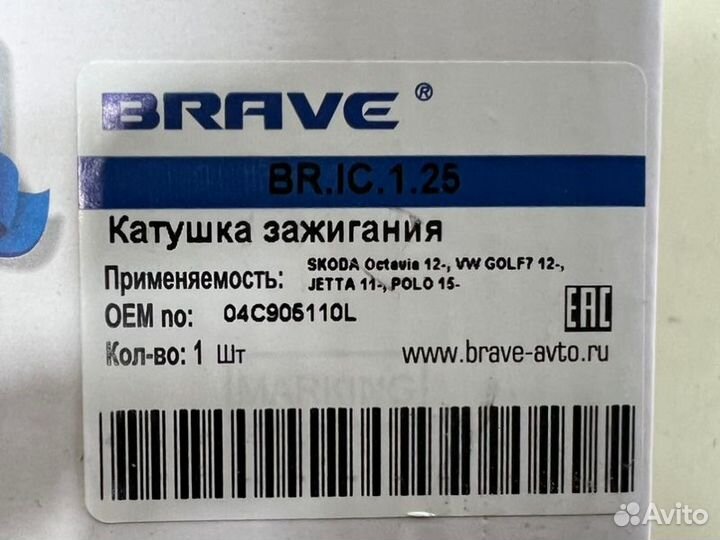 BRAVE ®
BR.IC.1.25
Катушка зажигания
Применяемость: SKODA Octavia 12-, VW GOLF7 12-,
JETTA 11-, POLO 15-
OEM no: 04C905110L
EAC
Кол-во: 1 Шт
www.brave-avto.ru
MARKING
Avito